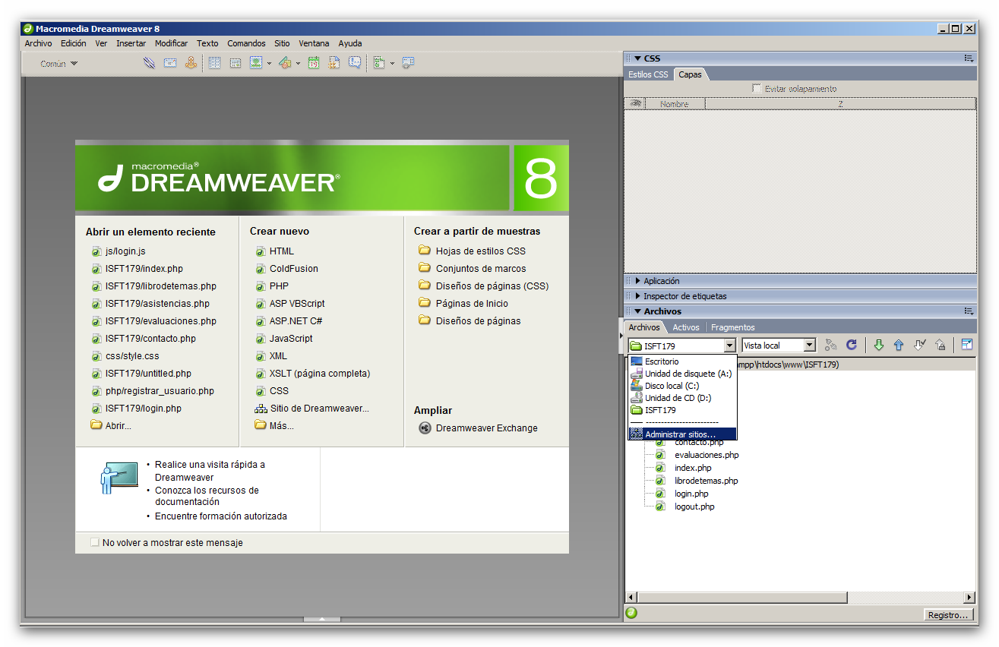 Macromedia Dreamweaver 8
Archivo Edición Ver Insertar Modificar Texto Comandos Sitio Ventana Ayuda
Común
CSS
Estilos CSS Capas
Evitar solapamiento
Nombre Z
macromedia®
DREAMWEAVER® 8
Abrir un elemento reciente
js/login.js
ISFT179/index.php
ISFT179/librodetemas.php
ISFT179/asistencias.php
ISFT179/evaluaciones.php
ISFT179/contacto.php
css/style.css
ISFT179/untitled.php
php/registrar_usuario.php
ISFT179/login.php
Abrir...
Crear nuevo
HTML
ColdFusion
PHP
ASP VBScript
ASP.NET C#
JavaScript
XML
XSLT (página completa)
CSS
Sitio de Dreamweaver...
Más...
Crear a partir de muestras
Hojas de estilos CSS
Conjuntos de marcos
Diseños de páginas (CSS)
Páginas de Inicio
Diseños de páginas
Ampliar
Dreamweaver Exchange
• Realice una visita rápida a
Dreamweaver
• Conozca los recursos de
documentación
• Encuentre formación autorizada
No volver a mostrar este mensaje
Aplicación
Inspector de etiquetas
Archivos
Archivos Activos Fragmentos
ISFT179 Vista local
mpp\htdocs\www\ISFT179)
Escritorio
Unidad de disquete (A:)
Disco local (C:)
Unidad de CD (D:)
ISFT179
------------------------
Administrar sitios...
contacto.php
evaluaciones.php
index.php
librodetemas.php
login.php
logout.php
Registro...